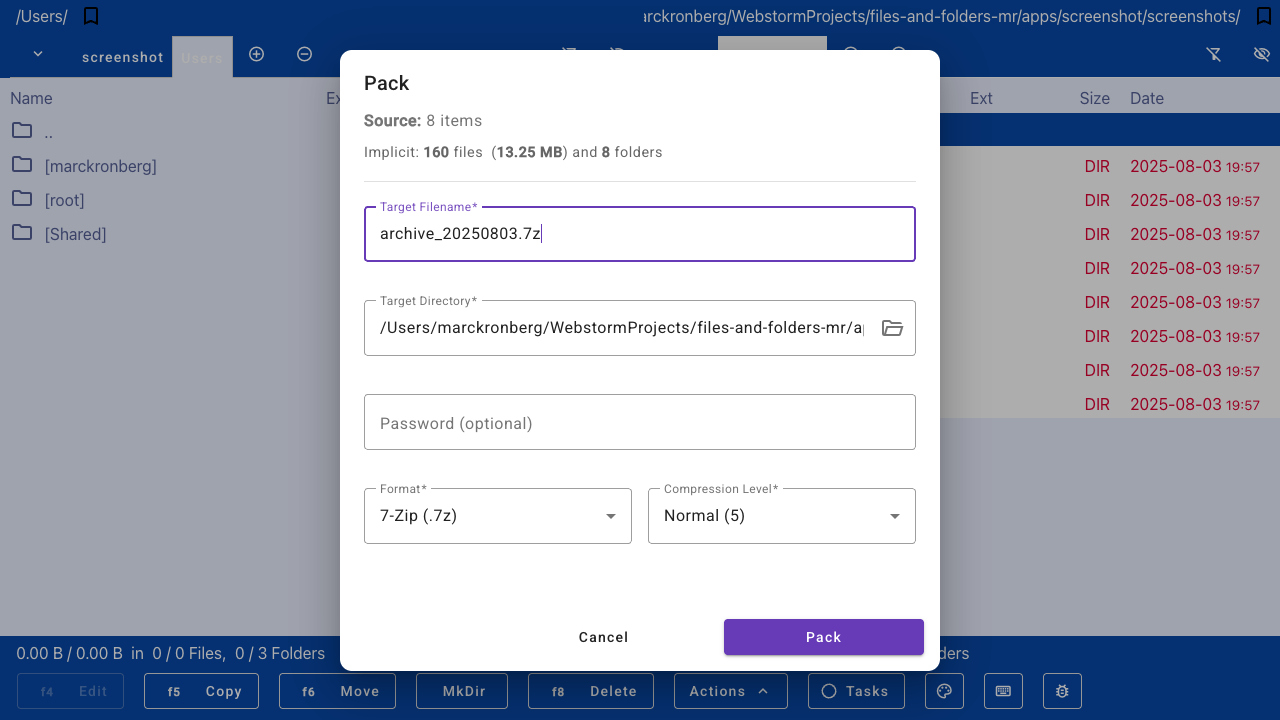 /Users/
rckronberg/WebstormProjects/files-and-folders-mr/apps/screenshot/screenshots/
screenshot Users
Name
Ext Size Date
..
[marckronberg]
[root]
[Shared]
DIR 2025-08-03 19:57
DIR 2025-08-03 19:57
DIR 2025-08-03 19:57
DIR 2025-08-03 19:57
DIR 2025-08-03 19:57
DIR 2025-08-03 19:57
DIR 2025-08-03 19:57
DIR 2025-08-03 19:57
Pack
Source: 8 items
Implicit: 160 files (13.25 MB) and 8 folders
Target Filename*
archive_20250803.7z
Target Directory*
/Users/marckronberg/WebstormProjects/files-and-folders-mr/a
Password (optional)
Format* Compression Level*
7-Zip (.7z) Normal (5)
Cancel Pack
0.00 B / 0.00 B in 0 / 0 Files, 0 / 3 Folders
ders
f4 Edit f5 Copy f6 Move MkDir f8 Delete Actions Tasks